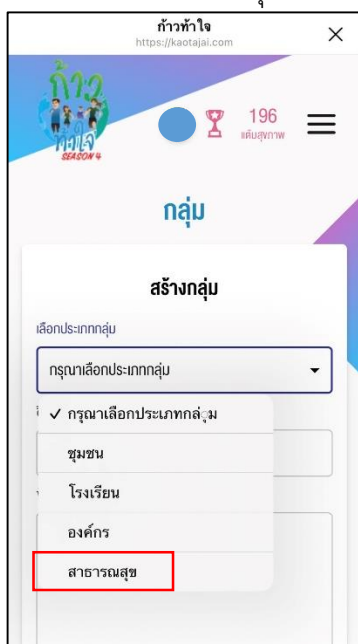 ก้าวท้าใจ
https://kaotajai.com
ก้าว
ท้าใจ
SEASON 4
196
แต้มสุขภาพ
กลุ่ม
สร้างกลุ่ม
เลือกประเภทกลุ่ม
กรุณาเลือกประเภทกลุ่ม
✓ กรุณาเลือกประเภทกลุ่ม
ชุมชน
โรงเรียน
องค์กร
สาธารณสุข